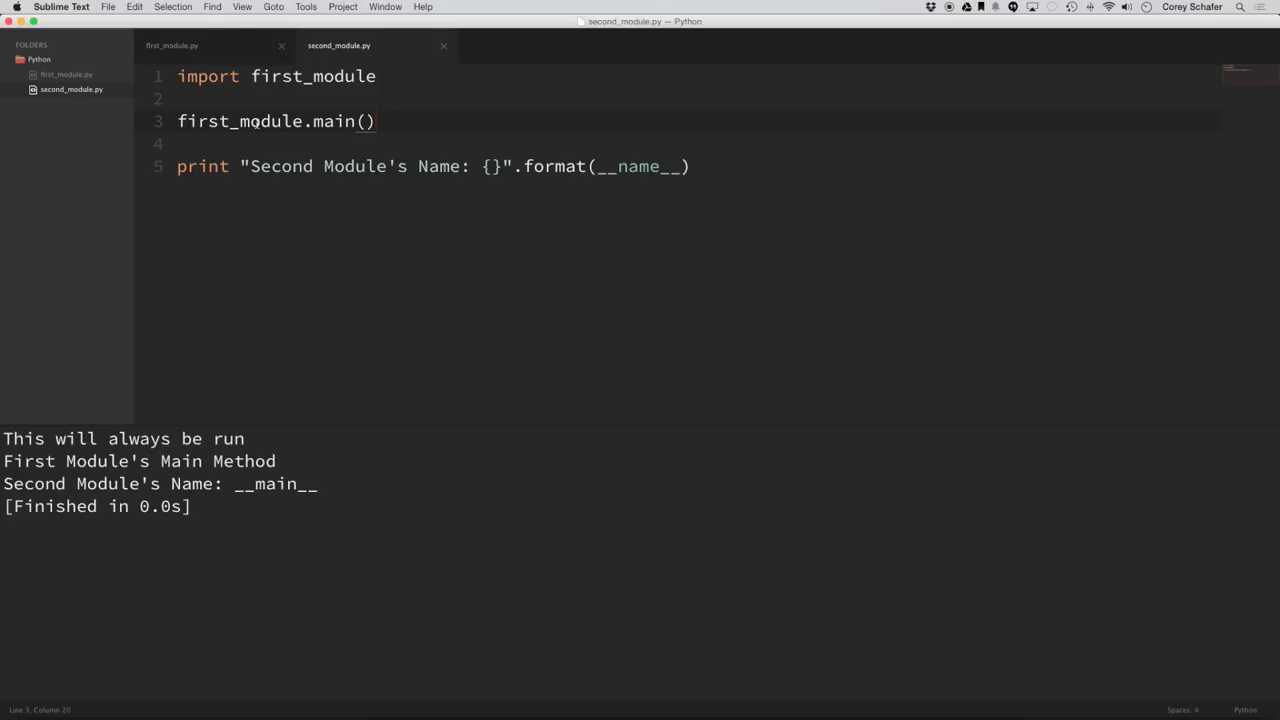 Sublime Text File Edit Selection Find View Goto Tools Project Window Help Corey Schafer
second_module.py — Python
FOLDERS
Python
first_module.py
second_module.py
first_module.py second_module.py
1 import first_module
2
3 first_module.main()
4
5 print "Second Module's Name: {}".format(__name__)
This will always be run
First Module's Main Method
Second Module's Name: __main__
[Finished in 0.0s]
Line 3, Column 20 Spaces: 4 Python